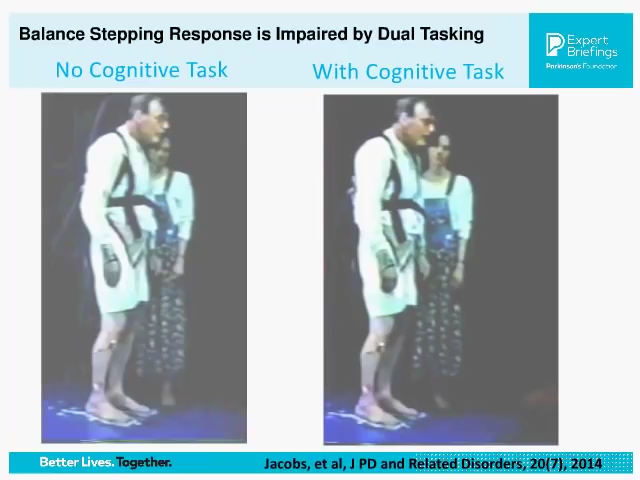 Balance Stepping Response is Impaired by Dual Tasking
Expert
Briefings
Parkinson's Foundation
No Cognitive Task
With Cognitive Task
Better Lives. Together.
Jacobs, et al, J PD and Related Disorders, 20(7), 2014